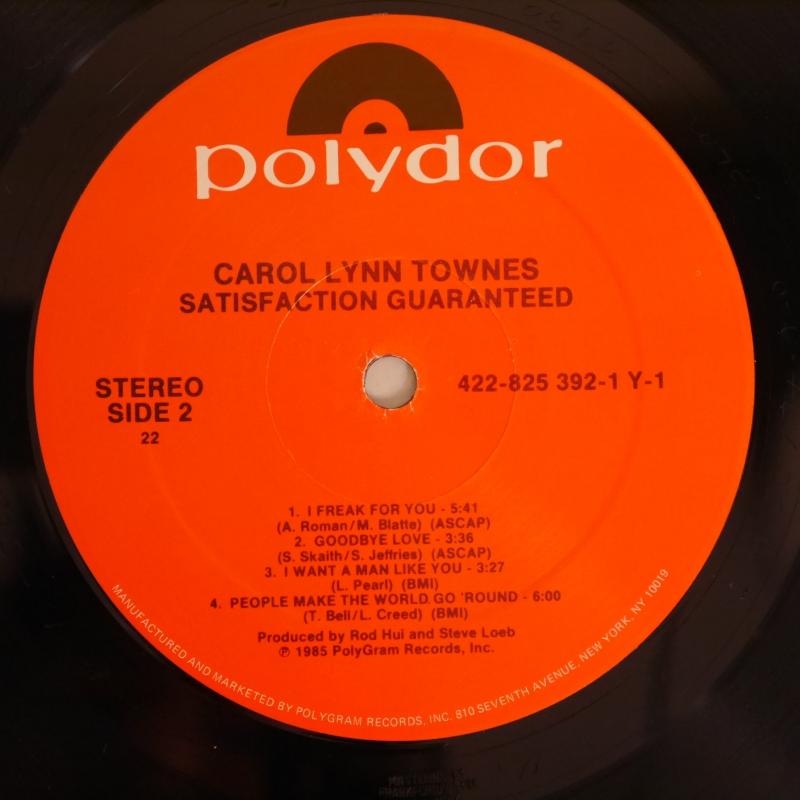 polydor
CAROL LYNN TOWNES
SATISFACTION GUARANTEED
STEREO
SIDE 2
22
422-825 392-1 Y-1
1. I FREAK FOR YOU - 5:41
(A. Roman/M. Blatte) (ASCAP)
2. GOODBYE LOVE - 3:36
(S. Skaith/S. Jeffries) (ASCAP)
3. I WANT A MAN LIKE YOU - 3:27
(L. Pearl) (BMI)
4. PEOPLE MAKE THE WORLD GO 'ROUND - 6:00
(T. Bell/L. Creed) (BMI)
Produced by Rod Hui and Steve Loeb
℗ 1985 PolyGram Records, Inc.
MANUFACTURED AND MARKETED BY POLYGRAM RECORDS, INC. 810 SEVENTH AVENUE, NEW YORK, NY 10019